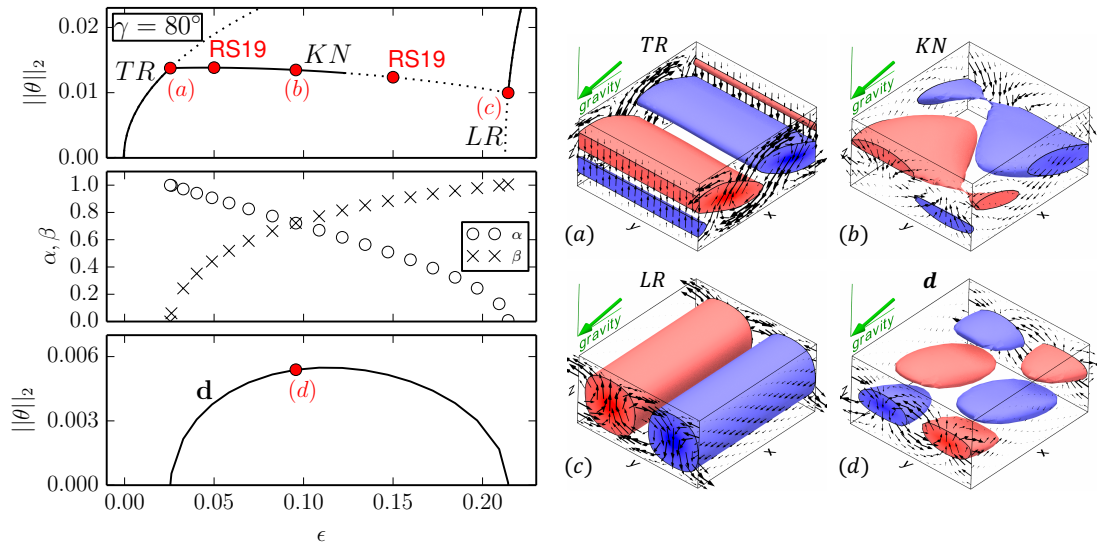 γ = 80°
0.02
0.01
0.00
||θ||₂
TR
RS19
KN
RS19
(a)
(b)
(c)
LR
1.0
0.8
0.6
0.4
0.2
0.0
α, β
α
β
0.006
0.003
0.000
||θ||₂
d
(d)
0.00
0.05
0.10
0.15
0.20
ϵ
TR
gravity
z
y
x
(a)
KN
gravity
z
y
x
(b)
LR
gravity
z
y
x
(c)
d
gravity
z
y
x
(d)